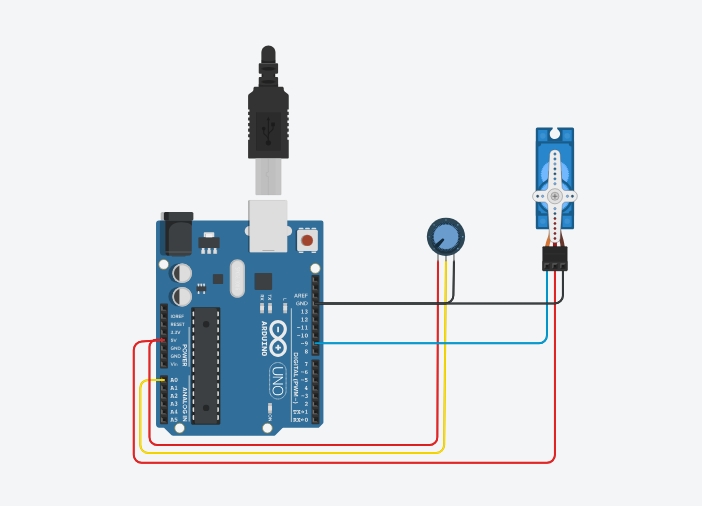 AREF
GND
13
12
~11
~10
~9
8
7
~6
~5
4
~3
2
TX▸1
RX◂0
IOREF
RESET
3.3V
5V
GND
GND
Vin
A0
A1
A2
A3
A4
A5
POWER
ANALOG IN
DIGITAL (PWM~)
ARDUINO
UNO
TX
RX
L
ON